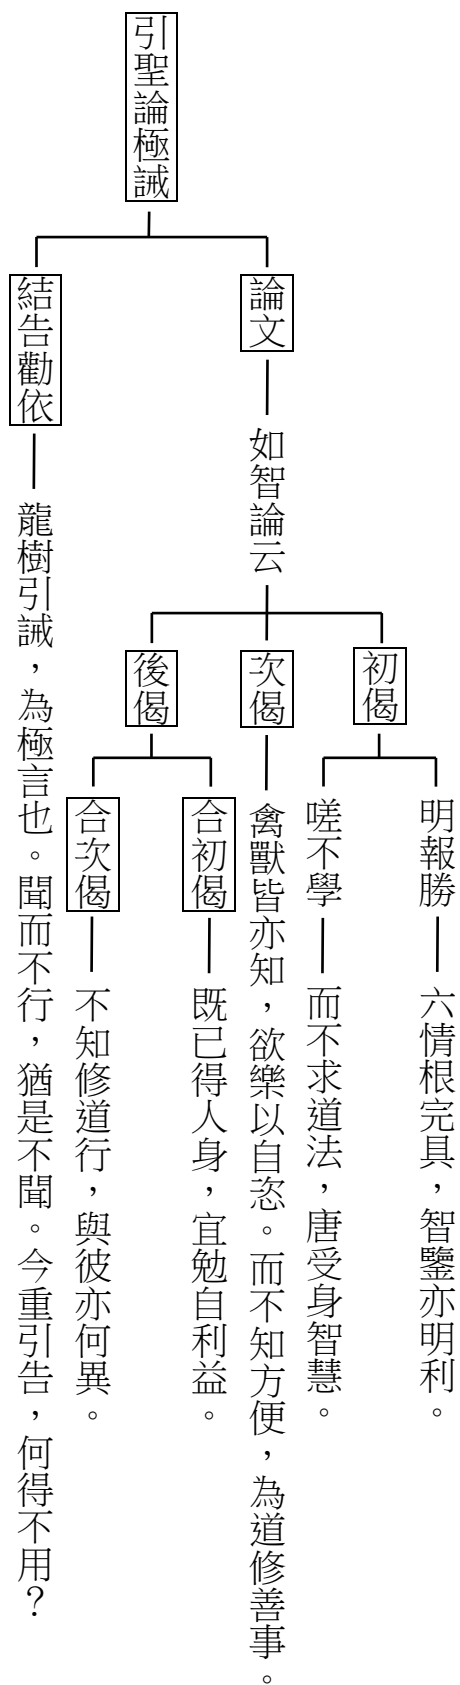 引聖論極誡
論文
如智論云
初偈
明報勝
六情根完具，智鑒亦明利。
嗟不學
而不求道法，唐受身智慧。
次偈
禽獸皆亦知，欲樂以自恣。而不知方便，為道修善事。
後偈
合初偈
既已得人身，宜勉自利益。
合次偈
不知修道行，與彼亦何異。
結告勸依
龍樹引誡，為極言也。聞而不行，猶是不聞。今重引告，何得不用？